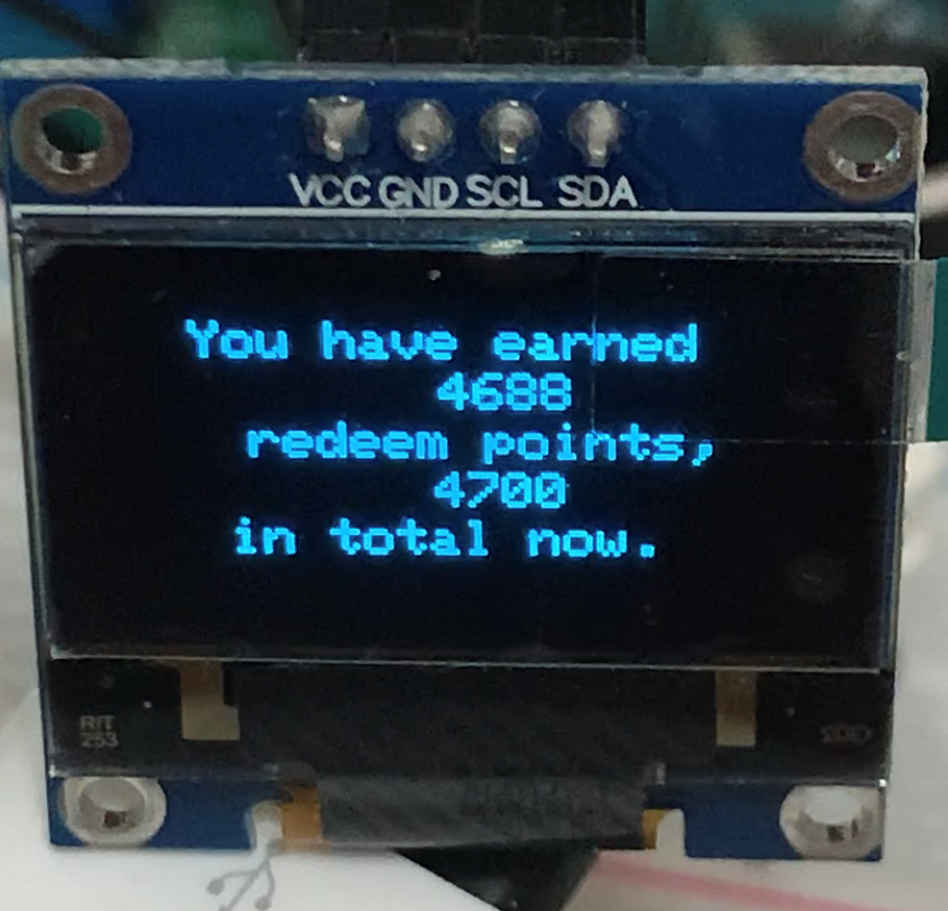 VCC GND SCL SDA
You have earned
4688
redeem points,
4700
in total now.
RIT
253